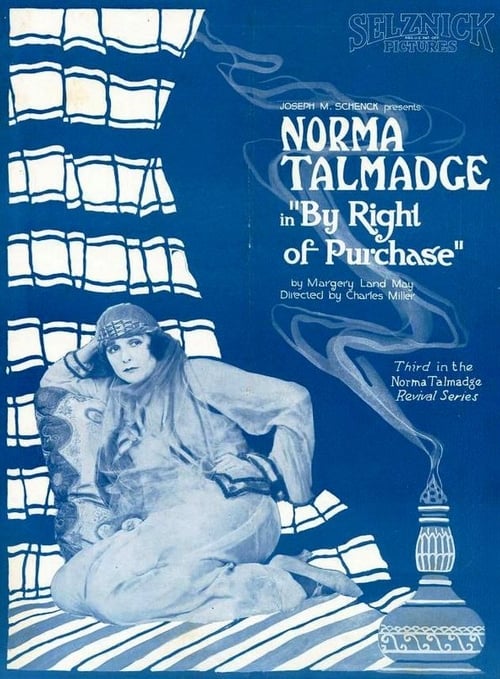 SELZNICK
PICTURES
JOSEPH M. SCHENCK presents
NORMA
TALMADGE
in "By Right
of Purchase"
by Margery Land May
Directed by Charles Miller
Third in the
Norma Talmadge
Revival Series